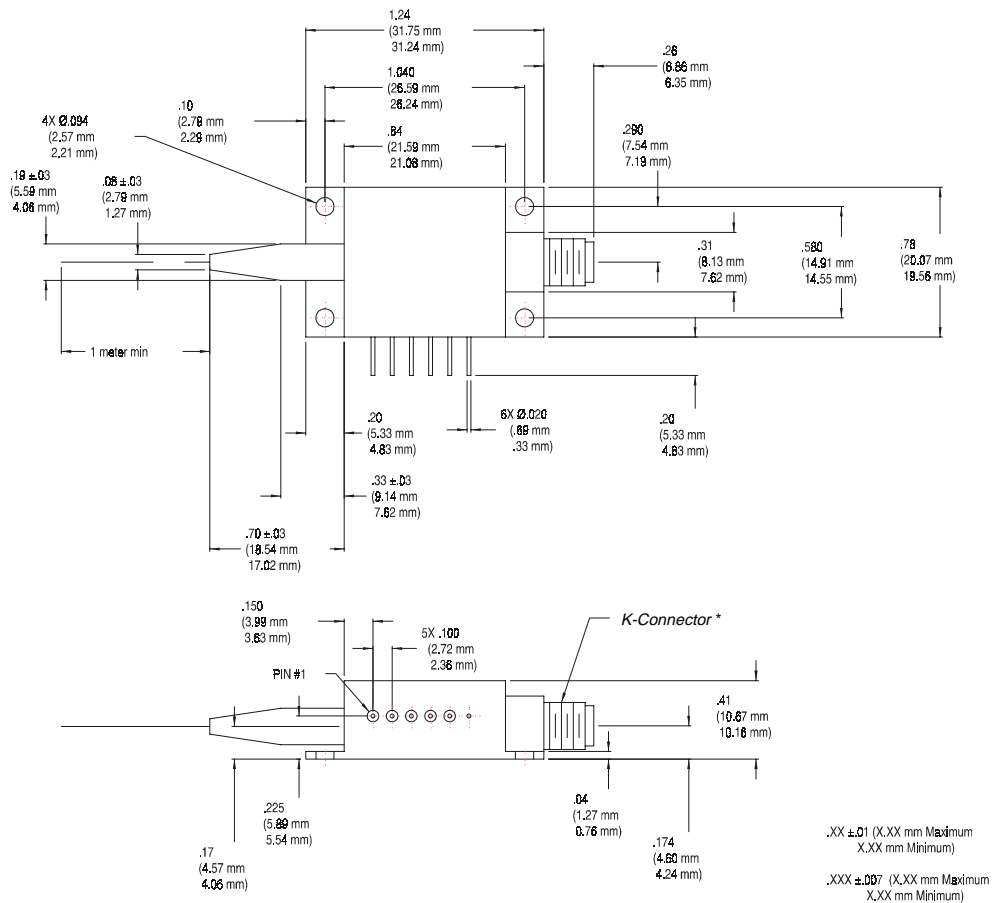 1.24
(31.75 mm
31.24 mm)
.26
(6.86 mm
6.35 mm)
1.040
(26.59 mm
26.24 mm)
.10
(2.79 mm
2.29 mm)
4X Ø.094
(2.57 mm
2.21 mm)
.84
(21.59 mm
21.08 mm)
.290
(7.54 mm
7.19 mm)
.19 ±.03
(5.59 mm
4.06 mm)
.08 ±.03
(2.79 mm
1.27 mm)
.31
(8.13 mm
7.62 mm)
.580
(14.91 mm
14.55 mm)
.78
(20.07 mm
19.56 mm)
1 meter min
.20
(5.33 mm
4.83 mm)
6X Ø.020
(.69 mm
.33 mm)
.20
(5.33 mm
4.83 mm)
.33 ±.03
(9.14 mm
7.62 mm)
.70 ±.03
(18.54 mm
17.02 mm)
.150
(3.99 mm
3.63 mm)
5X .100
(2.72 mm
2.36 mm)
K-Connector *
PIN #1
.41
(10.67 mm
10.16 mm)
.225
(5.89 mm
5.54 mm)
.04
(1.27 mm
0.76 mm)
.17
(4.57 mm
4.06 mm)
.174
(4.60 mm
4.24 mm)
.XX ±.01 (X.XX mm Maximum
X.XX mm Minimum)
.XXX ±.007 (X.XX mm Maximum
X.XX mm Minimum)